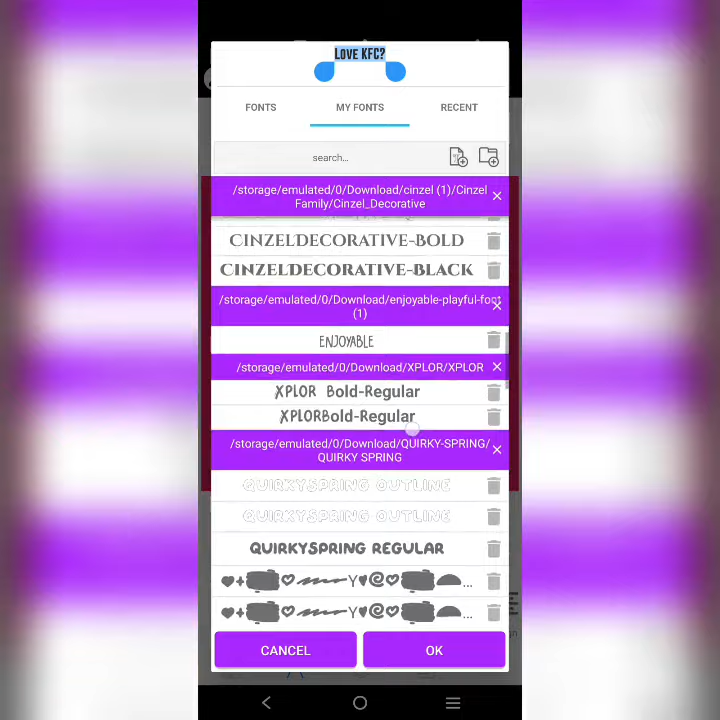 Love KFC?
FONTS
MY FONTS
RECENT
search...
/storage/emulated/0/Download/cinzel (1)/Cinzel
Family/Cinzel_Decorative
CinzelDecorative-Bold
CinzelDecorative-Black
/storage/emulated/0/Download/enjoyable-playful-font
(1)
ENJOYABLE
/storage/emulated/0/Download/XPLOR/XPLOR
XPLOR Bold-Regular
XPLORBold-Regular
/storage/emulated/0/Download/QUIRKY-SPRING/
QUIRKY SPRING
QUIRKYSPRING OUTLINE
QUIRKYSPRING OUTLINE
QUIRKYSPRING REGULAR
CANCEL
OK